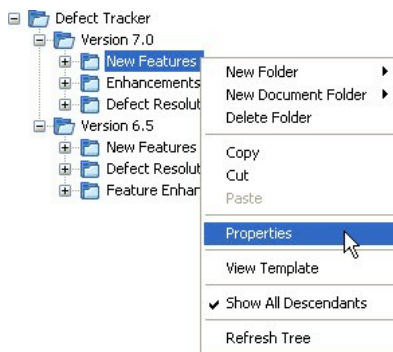 Defect Tracker
Version 7.0
New Features
Enhancements
Defect Resolut
Version 6.5
New Features
Defect Resolut
Feature Enhan
New Folder
New Document Folder
Delete Folder
Copy
Cut
Paste
Properties
View Template
Show All Descendants
Refresh Tree